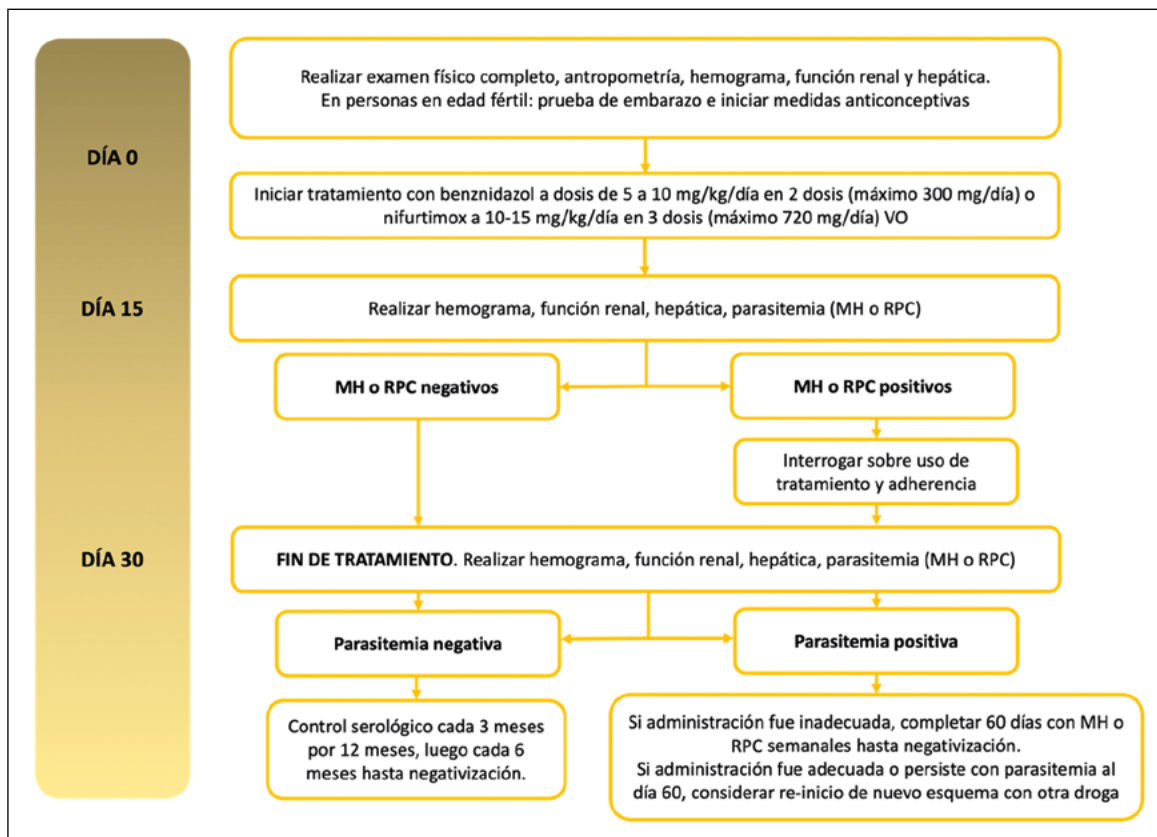 Realizar examen físico completo, antropometría, hemograma, función renal y hepática.
En personas en edad fértil: prueba de embarazo e iniciar medidas anticonceptivas
DÍA 0
Iniciar tratamiento con benznidazol a dosis de 5 a 10 mg/kg/día en 2 dosis (máximo 300 mg/día) o
nifurtimox a 10-15 mg/kg/día en 3 dosis (máximo 720 mg/día) VO
DÍA 15
Realizar hemograma, función renal, hepática, parasitemia (MH o RPC)
MH o RPC negativos
MH o RPC positivos
Interrogar sobre uso de
tratamiento y adherencia
DÍA 30
FIN DE TRATAMIENTO. Realizar hemograma, función renal, hepática, parasitemia (MH o RPC)
Parasitemia negativa
Parasitemia positiva
Control serológico cada 3 meses
por 12 meses, luego cada 6
meses hasta negativización.
Si administración fue inadecuada, completar 60 días con MH o
RPC semanales hasta negativización.
Si administración fue adecuada o persiste con parasitemia al
día 60, considerar re-inicio de nuevo esquema con otra droga